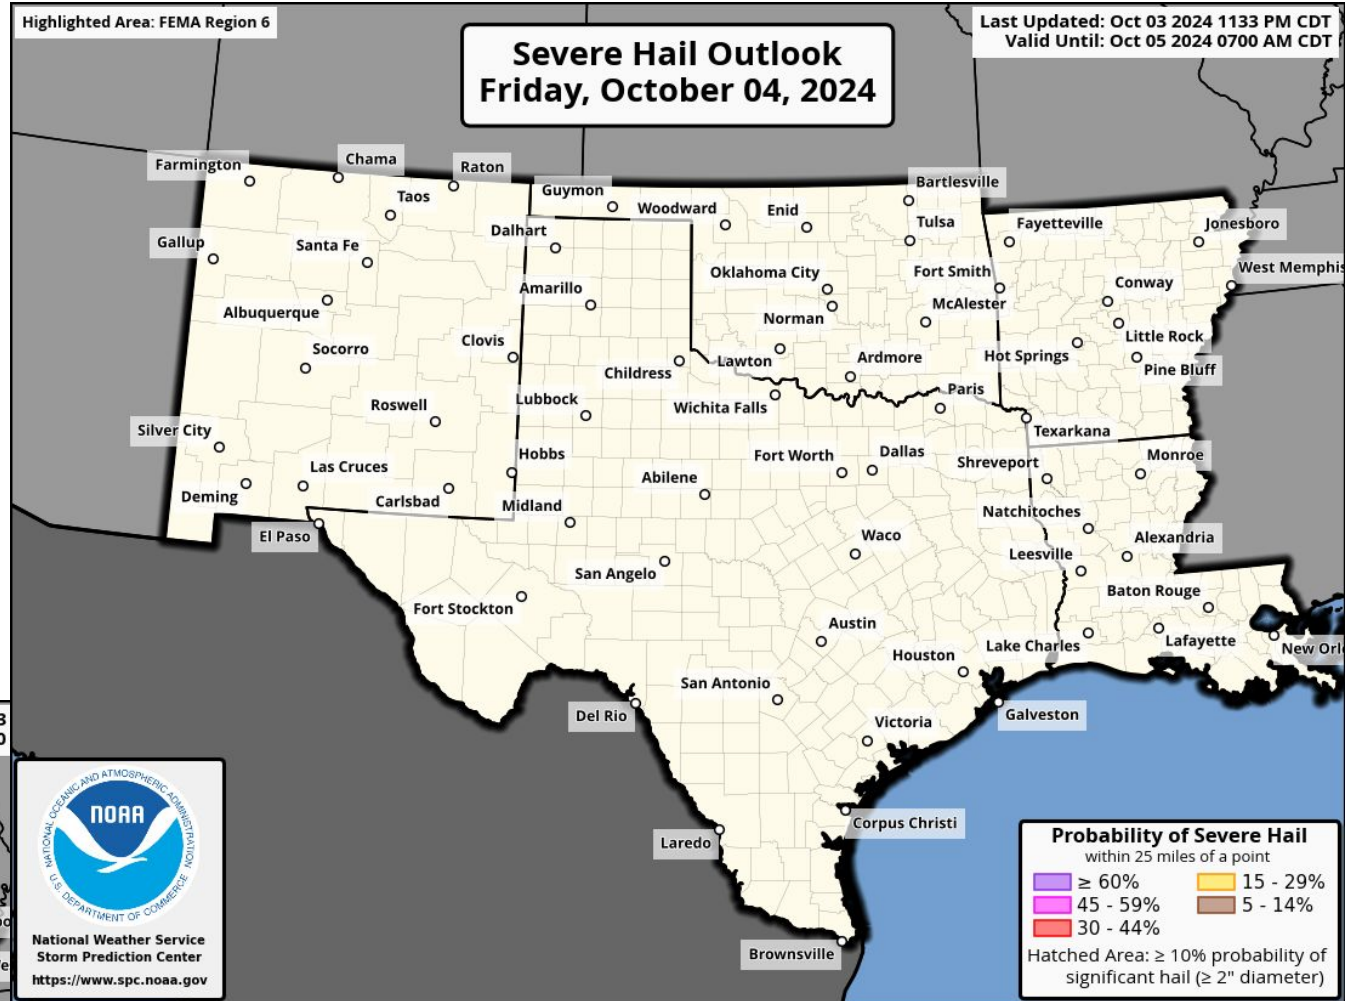 Highlighted Area: FEMA Region 6
Last Updated: Oct 03 2024 1133 PM CDT
Valid Until: Oct 05 2024 0700 AM CDT
Severe Hail Outlook
Friday, October 04, 2024
Farmington
Chama
Raton
Taos
Guymon
Woodward
Enid
Bartlesville
Tulsa
Fayetteville
Jonesboro
Gallup
Santa Fe
Dalhart
Oklahoma City
Fort Smith
West Memphis
Amarillo
Conway
Albuquerque
Norman
McAlester
Socorro
Clovis
Little Rock
Childress
Lawton
Ardmore
Hot Springs
Pine Bluff
Roswell
Lubbock
Wichita Falls
Paris
Silver City
Texarkana
Las Cruces
Hobbs
Fort Worth
Dallas
Shreveport
Monroe
Deming
Carlsbad
Midland
Abilene
Natchitoches
El Paso
Waco
Alexandria
San Angelo
Leesville
Fort Stockton
Baton Rouge
Austin
Lake Charles
Lafayette
New Orl
Houston
San Antonio
Del Rio
Victoria
Galveston
Laredo
Corpus Christi
Brownsville
3
0
NATIONAL OCEANIC AND ATMOSPHERIC ADMINISTRATION
NOAA
U.S. DEPARTMENT OF COMMERCE
National Weather Service
Storm Prediction Center
https://www.spc.noaa.gov
Probability of Severe Hail
within 25 miles of a point
≥ 60%
15 - 29%
45 - 59%
5 - 14%
30 - 44%
Hatched Area: ≥ 10% probability of
significant hail (≥ 2" diameter)